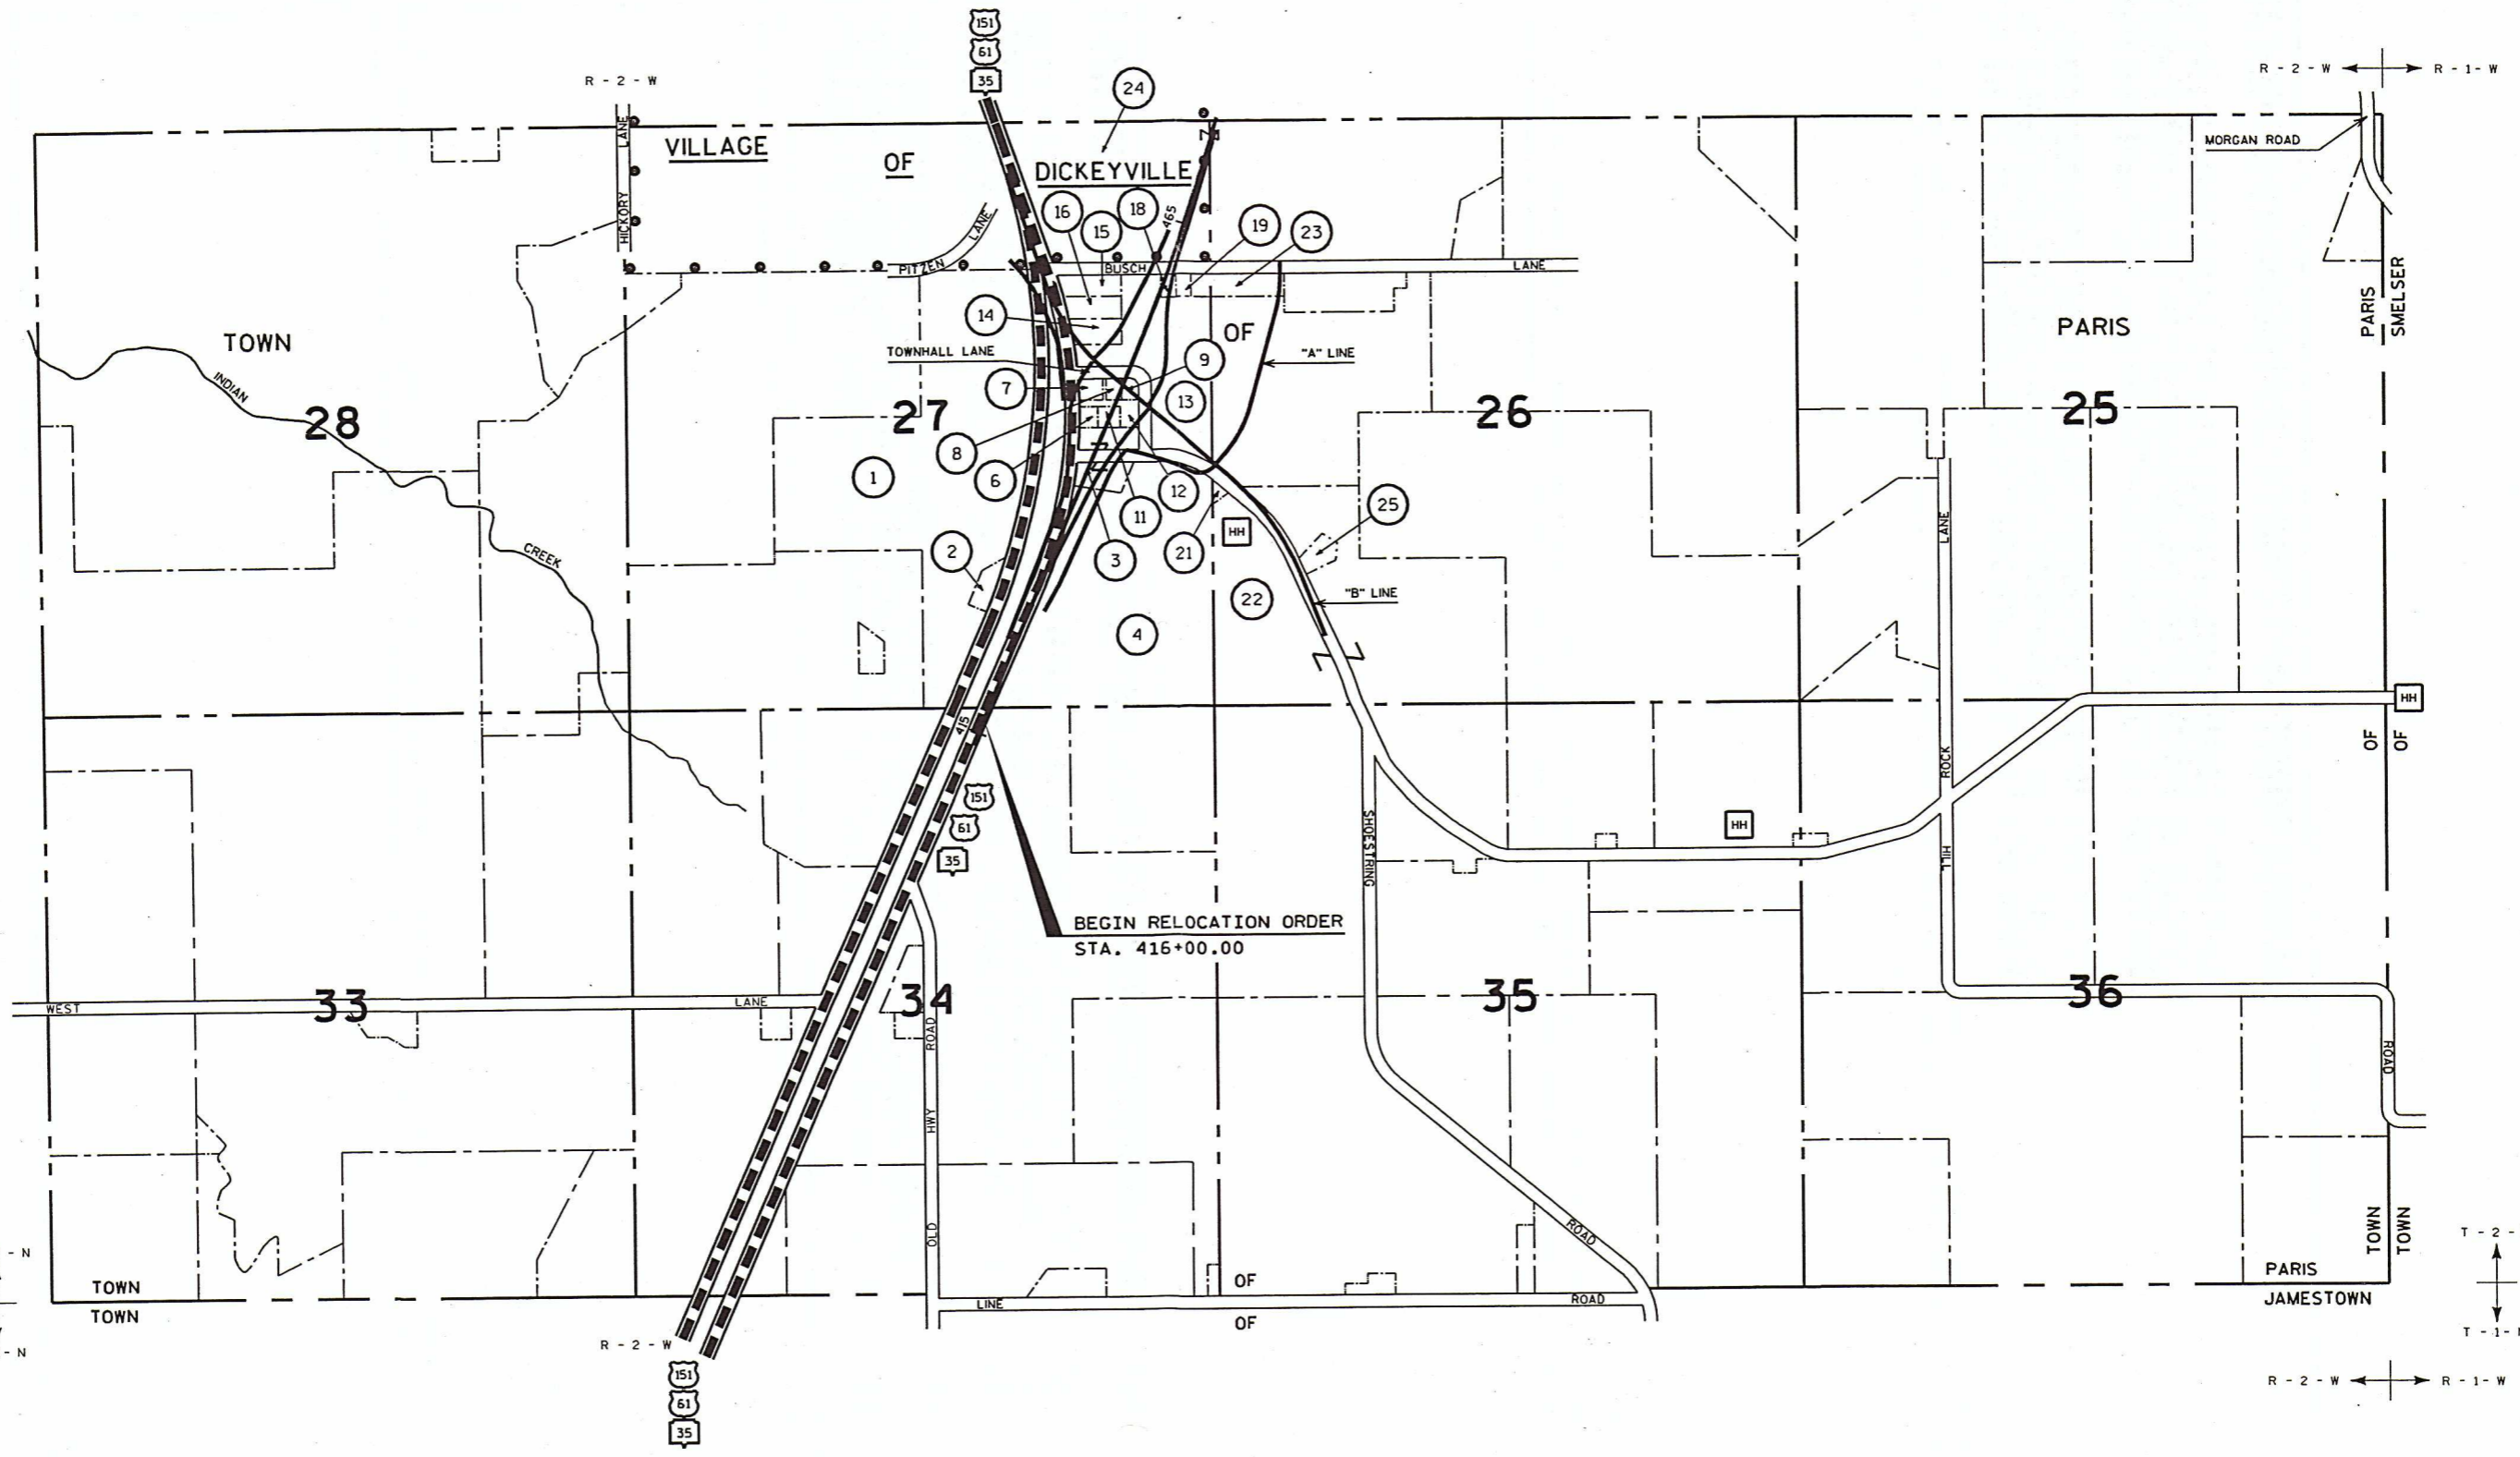 151
61
35
R - 2 - W
R - 2 - W
R - 1 - W
24
MORGAN ROAD
VILLAGE
OF
DICKEYVILLE
HICKORY
LANE
16
15
18
465
19
23
PITZEN
LANE
BUSCH
LANE
TOWN
OF
PARIS
PARIS
SMELSER
14
TOWNHALL LANE
"A" LINE
9
7
13
INDIAN
28
27
26
25
8
6
1
12
11
3
21
HH
25
2
CREEK
22
"B" LINE
4
LANE
HH
415
OF
OF
151
61
35
SHOESTRING
HH
ROCK
HILL
BEGIN RELOCATION ORDER
STA. 416+00.00
WEST
33
LANE
34
35
36
ROAD
ROAD
HWY
OLD
ROAD
TOWN
TOWN
T - 2 -
- N
TOWN
TOWN
OF
OF
LINE
ROAD
PARIS
JAMESTOWN
- N
T - 1 -
R - 2 - W
151
61
35
R - 2 - W
R - 1 - W